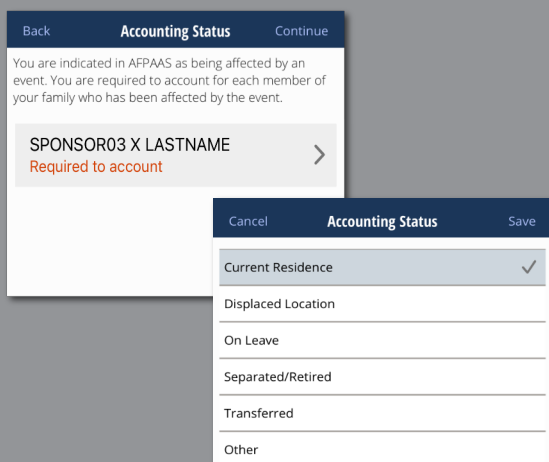 Back Accounting Status Continue
You are indicated in AFPAAS as being affected by an
event. You are required to account for each member of
your family who has been affected by the event.
SPONSOR03 X LASTNAME
Required to account
Cancel Accounting Status Save
Current Residence
Displaced Location
On Leave
Separated/Retired
Transferred
Other